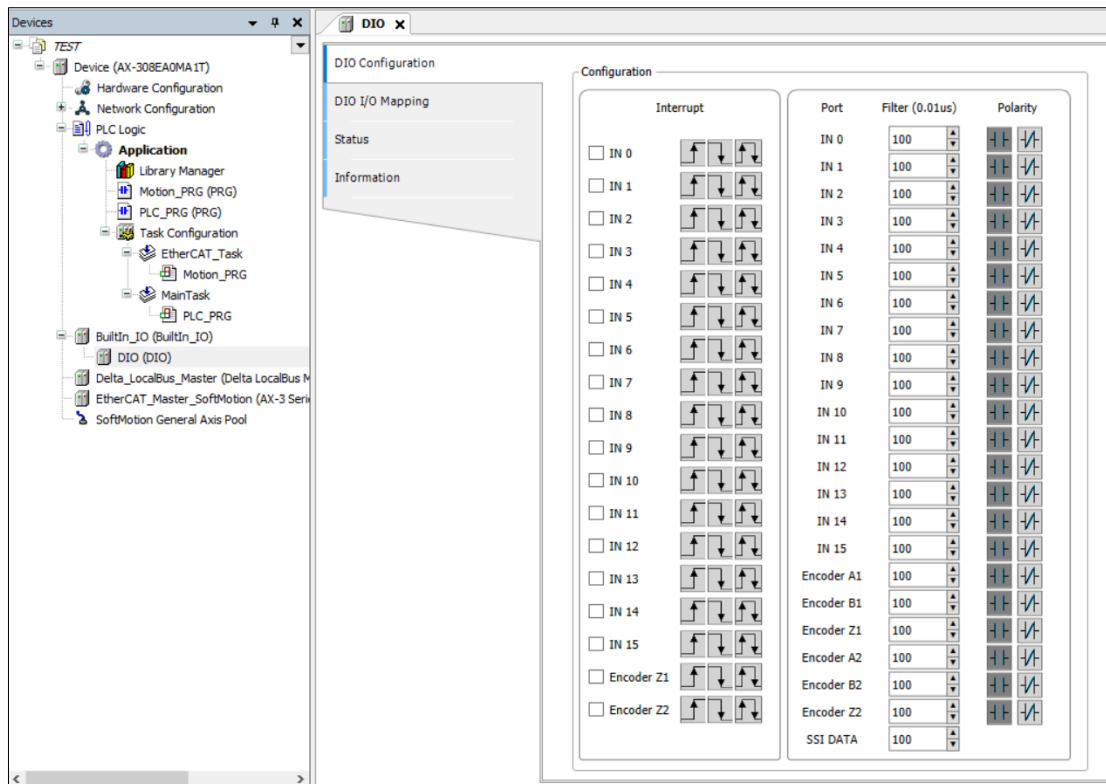 Devices
TEST
Device (AX-308EA0MA1T)
Hardware Configuration
Network Configuration
PLC Logic
Application
Library Manager
Motion_PRG (PRG)
PLC_PRG (PRG)
Task Configuration
EtherCAT_Task
Motion_PRG
MainTask
PLC_PRG
BuiltIn_IO (BuiltIn_IO)
DIO (DIO)
Delta_LocalBus_Master (Delta LocalBus M
EtherCAT_Master_SoftMotion (AX-3 Seri
SoftMotion General Axis Pool
DIO
DIO Configuration
DIO I/O Mapping
Status
Information
Configuration
Interrupt
IN 0
IN 1
IN 2
IN 3
IN 4
IN 5
IN 6
IN 7
IN 8
IN 9
IN 10
IN 11
IN 12
IN 13
IN 14
IN 15
Encoder Z1
Encoder Z2
Port Filter (0.01us) Polarity
IN 0 100
IN 1 100
IN 2 100
IN 3 100
IN 4 100
IN 5 100
IN 6 100
IN 7 100
IN 8 100
IN 9 100
IN 10 100
IN 11 100
IN 12 100
IN 13 100
IN 14 100
IN 15 100
Encoder A1 100
Encoder B1 100
Encoder Z1 100
Encoder A2 100
Encoder B2 100
Encoder Z2 100
SSI DATA 100